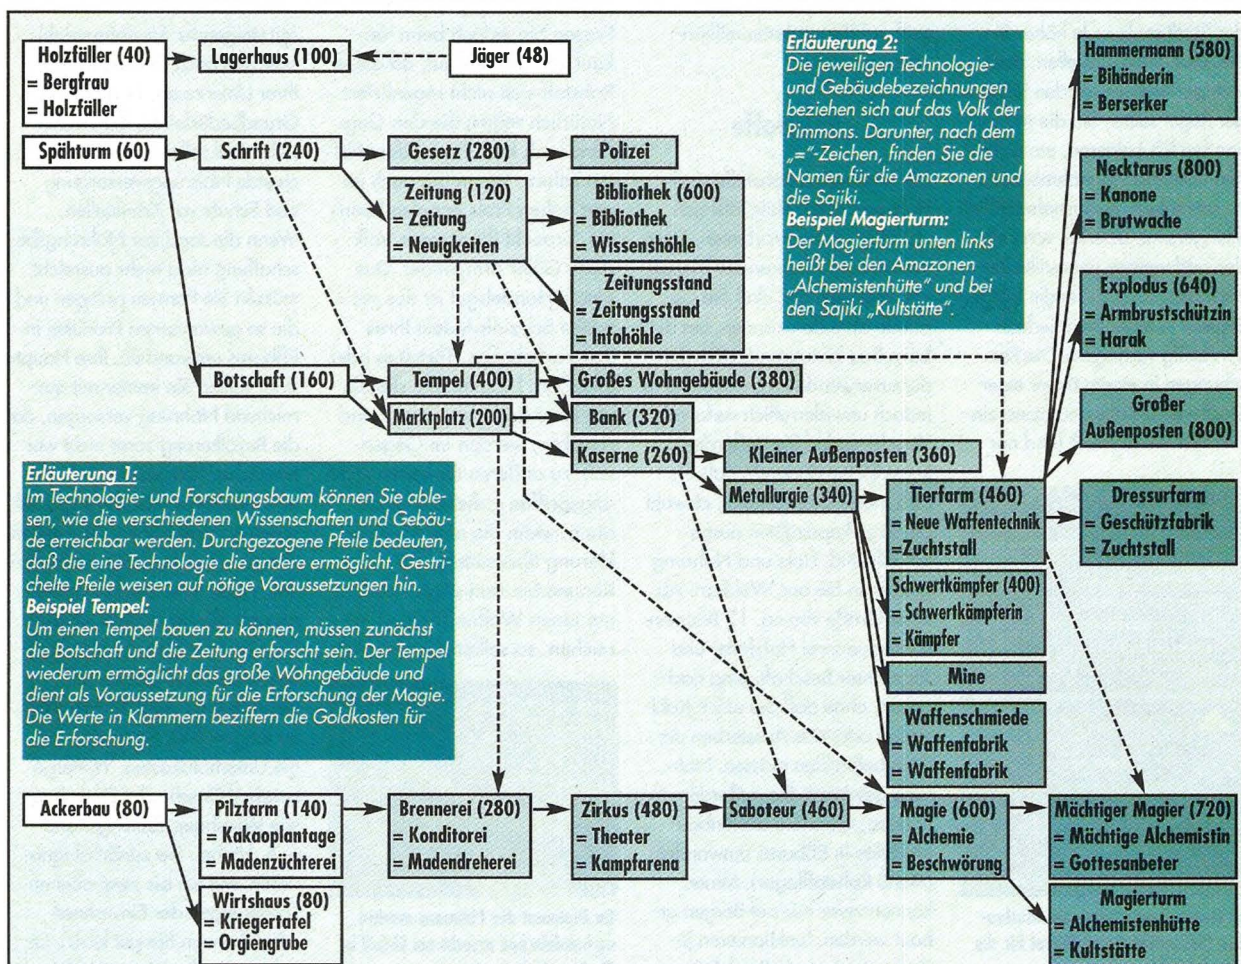 Holzfäller (40)
= Bergfrau
= Holzfäller
Lagerhaus (100)
Jäger (48)
Erläuterung 2:
Die jeweiligen Technologie-
und Gebäudebezeichnungen
beziehen sich auf das Volk der
Pimmons. Darunter, nach dem
„="-Zeichen, finden Sie die
Namen für die Amazonen und
die Sajiki.
Beispiel Magierturm:
Der Magierturm unten links
heißt bei den Amazonen
„Alchemistenhütte" und bei
den Sajiki „Kultstätte".
Hammermann (580)
= Bihänderin
= Berserker
Spähturm (60)
Schrift (240)
Gesetz (280)
Polizei
Zeitung (120)
= Zeitung
= Neuigkeiten
Bibliothek (600)
= Bibliothek
= Wissenshöhle
Necktarus (800)
= Kanone
= Brutwache
Zeitungsstand
= Zeitungsstand
= Infohöhle
Explodus (640)
= Armbrustschützin
= Harak
Botschaft (160)
Tempel (400)
Großes Wohngebäude (380)
Marktplatz (200)
Bank (320)
Großer
Außenposten (800)
Kaserne (260)
Kleiner Außenposten (360)
Erläuterung 1:
Im Technologie- und Forschungsbaum können Sie able-
sen, wie die verschiedenen Wissenschaften und Gebäu-
de erreichbar werden. Durchgezogene Pfeile bedeuten,
daß die eine Technologie die andere ermöglicht. Gestri-
chelte Pfeile weisen auf nötige Voraussetzungen hin.
Beispiel Tempel:
Um einen Tempel bauen zu können, müssen zunächst
die Botschaft und die Zeitung erforscht sein. Der Tempel
wiederum ermöglicht das große Wohngebäude und
dient als Voraussetzung für die Erforschung der Magie.
Die Werte in Klammern beziffern die Goldkosten für
die Erforschung.
Metallurgie (340)
Tierfarm (460)
= Neue Waffentechnik
=Zuchtstall
Dressurfarm
= Geschützfabrik
= Zuchtstall
Schwertkämpfer (400)
= Schwertkämpferin
= Kämpfer
Mine
Waffenschmiede
= Waffenfabrik
= Waffenfabrik
Ackerbau (80)
Pilzfarm (140)
= Kakaoplantage
= Madenzüchterei
Brennerei (280)
= Konditorei
= Madendreherei
Zirkus (480)
= Theater
= Kampfarena
Saboteur (460)
Magie (600)
= Alchemie
= Beschwörung
Mächtiger Magier (720)
= Mächtige Alchemistin
= Gottesanbeter
Wirtshaus (80)
= Kriegertafel
= Orgiengrube
Magierturm
= Alchemistenhütte
= Kultstätte